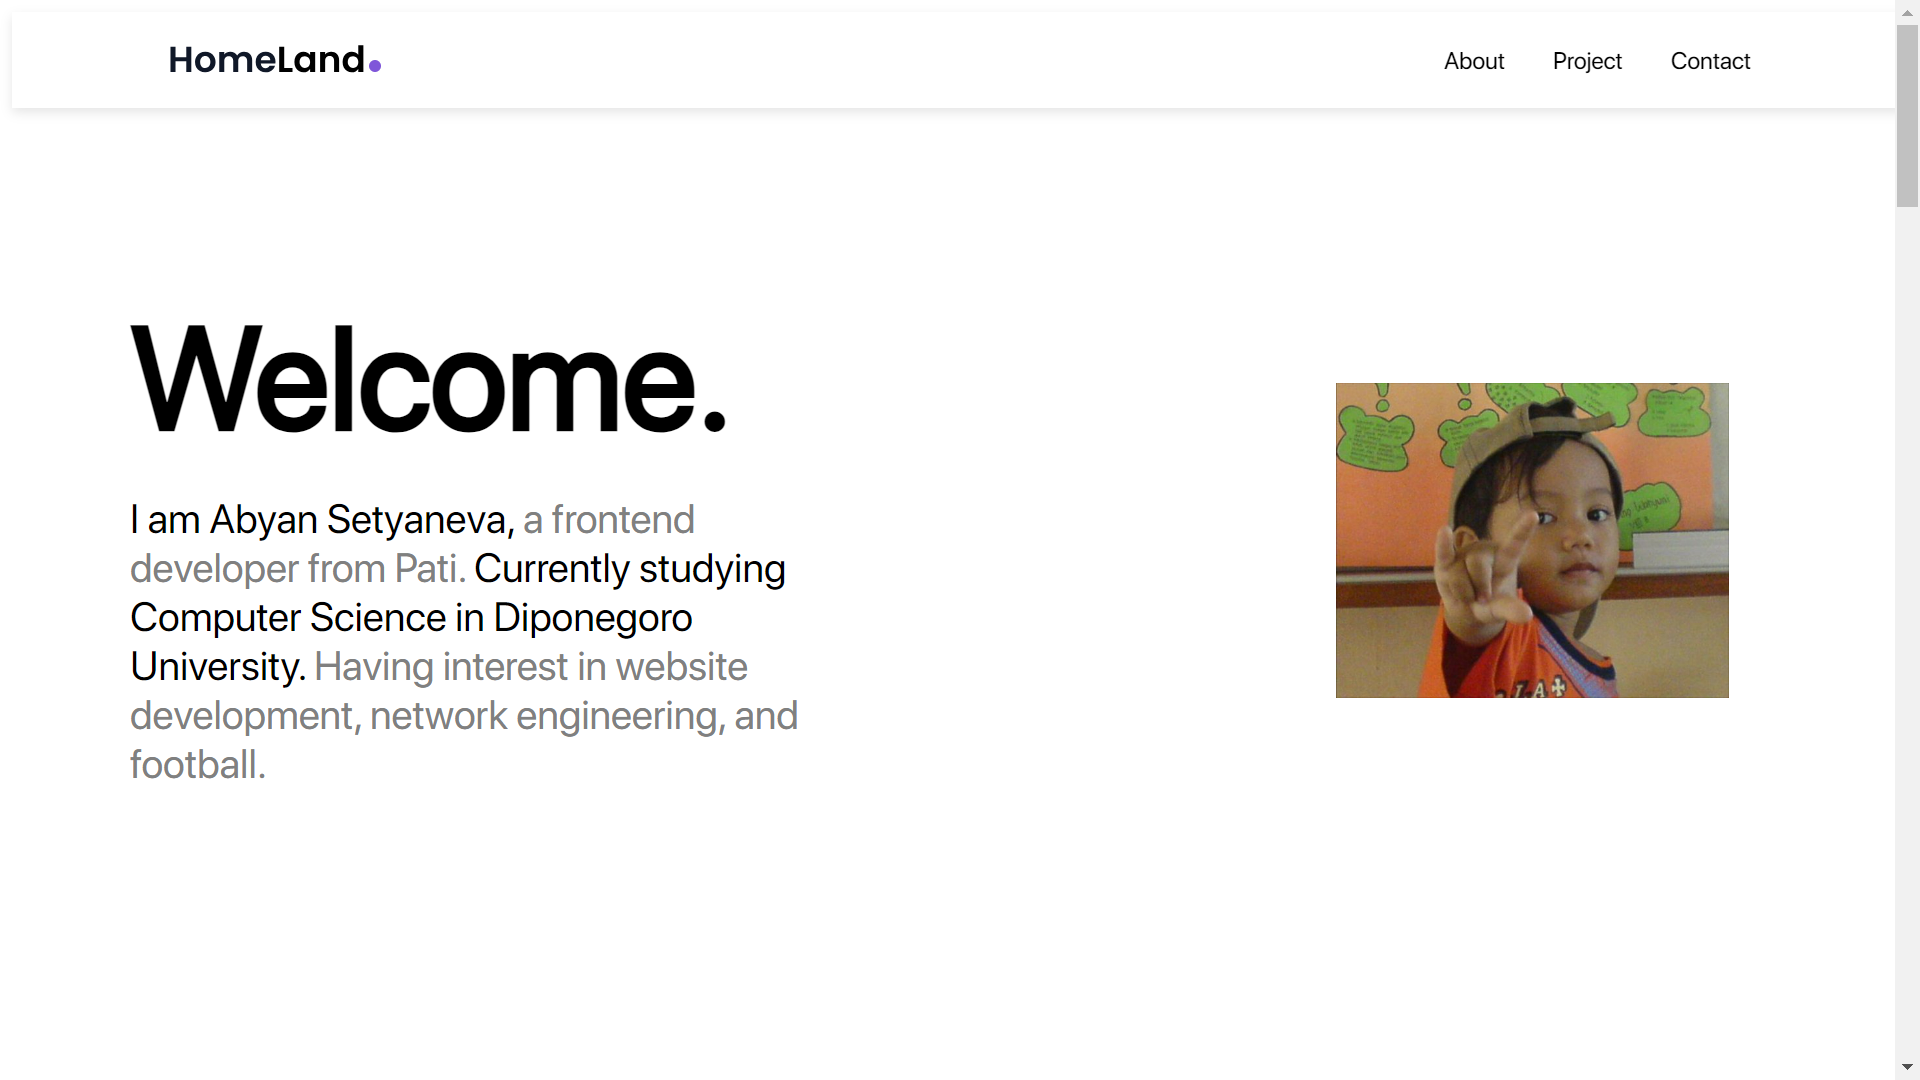 HomeLand.
About Project Contact
Welcome.
I am Abyan Setyaneva, a frontend
developer from Pati. Currently studying
Computer Science in Diponegoro
University. Having interest in website
development, network engineering, and
football.